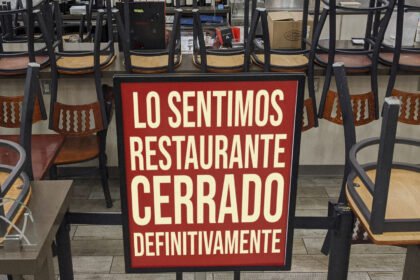 LO SENTIMOS
RESTAURANTE
CERRADO
DEFINITIVAMENTE